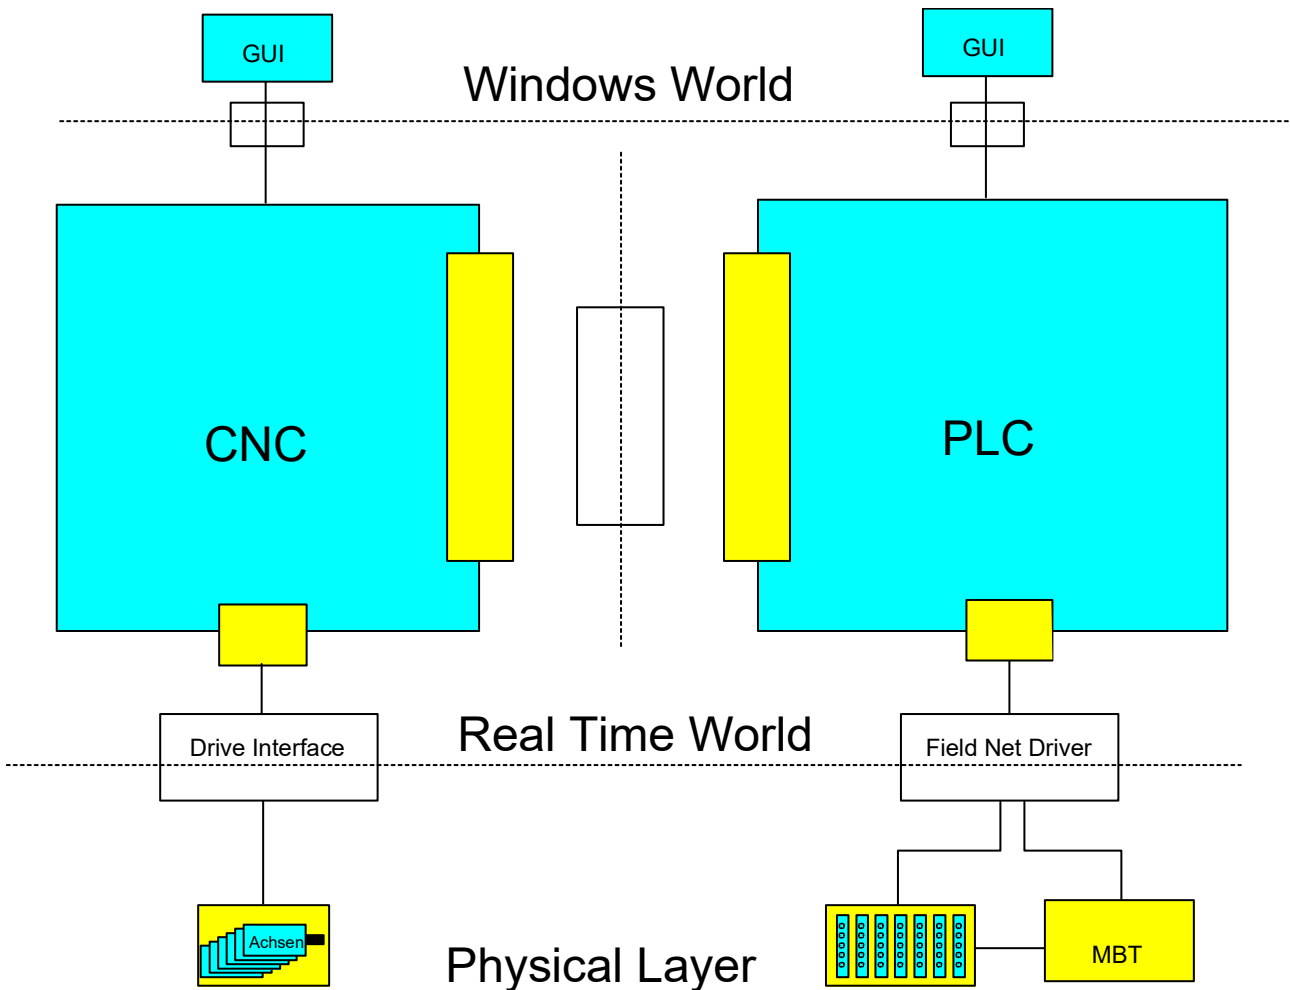 GUI
GUI
Windows World
CNC
PLC
Drive Interface
Real Time World
Field Net Driver
Achsen
Physical Layer
MBT